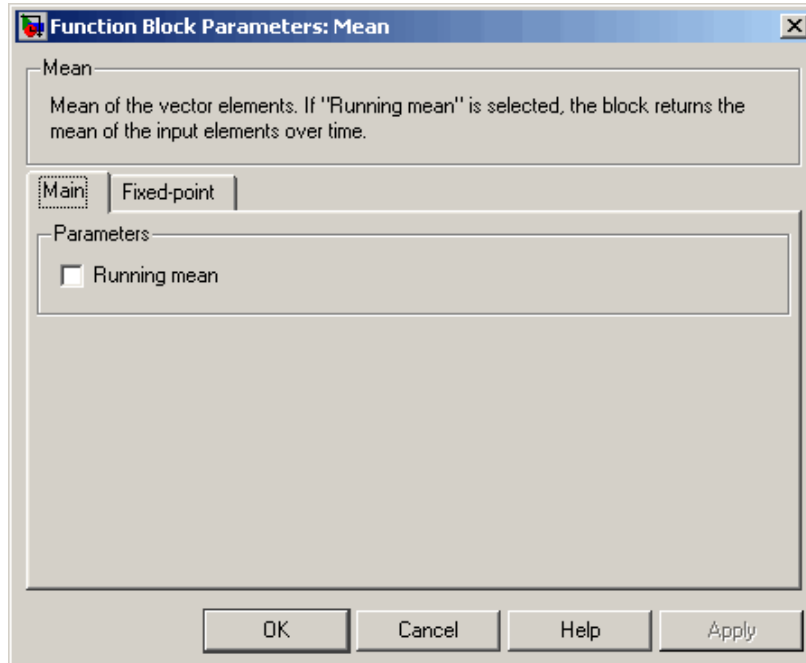 Function Block Parameters: Mean
Mean
Mean of the vector elements. If "Running mean" is selected, the block returns the
mean of the input elements over time.
Main Fixed-point
Parameters
Running mean
OK Cancel Help Apply